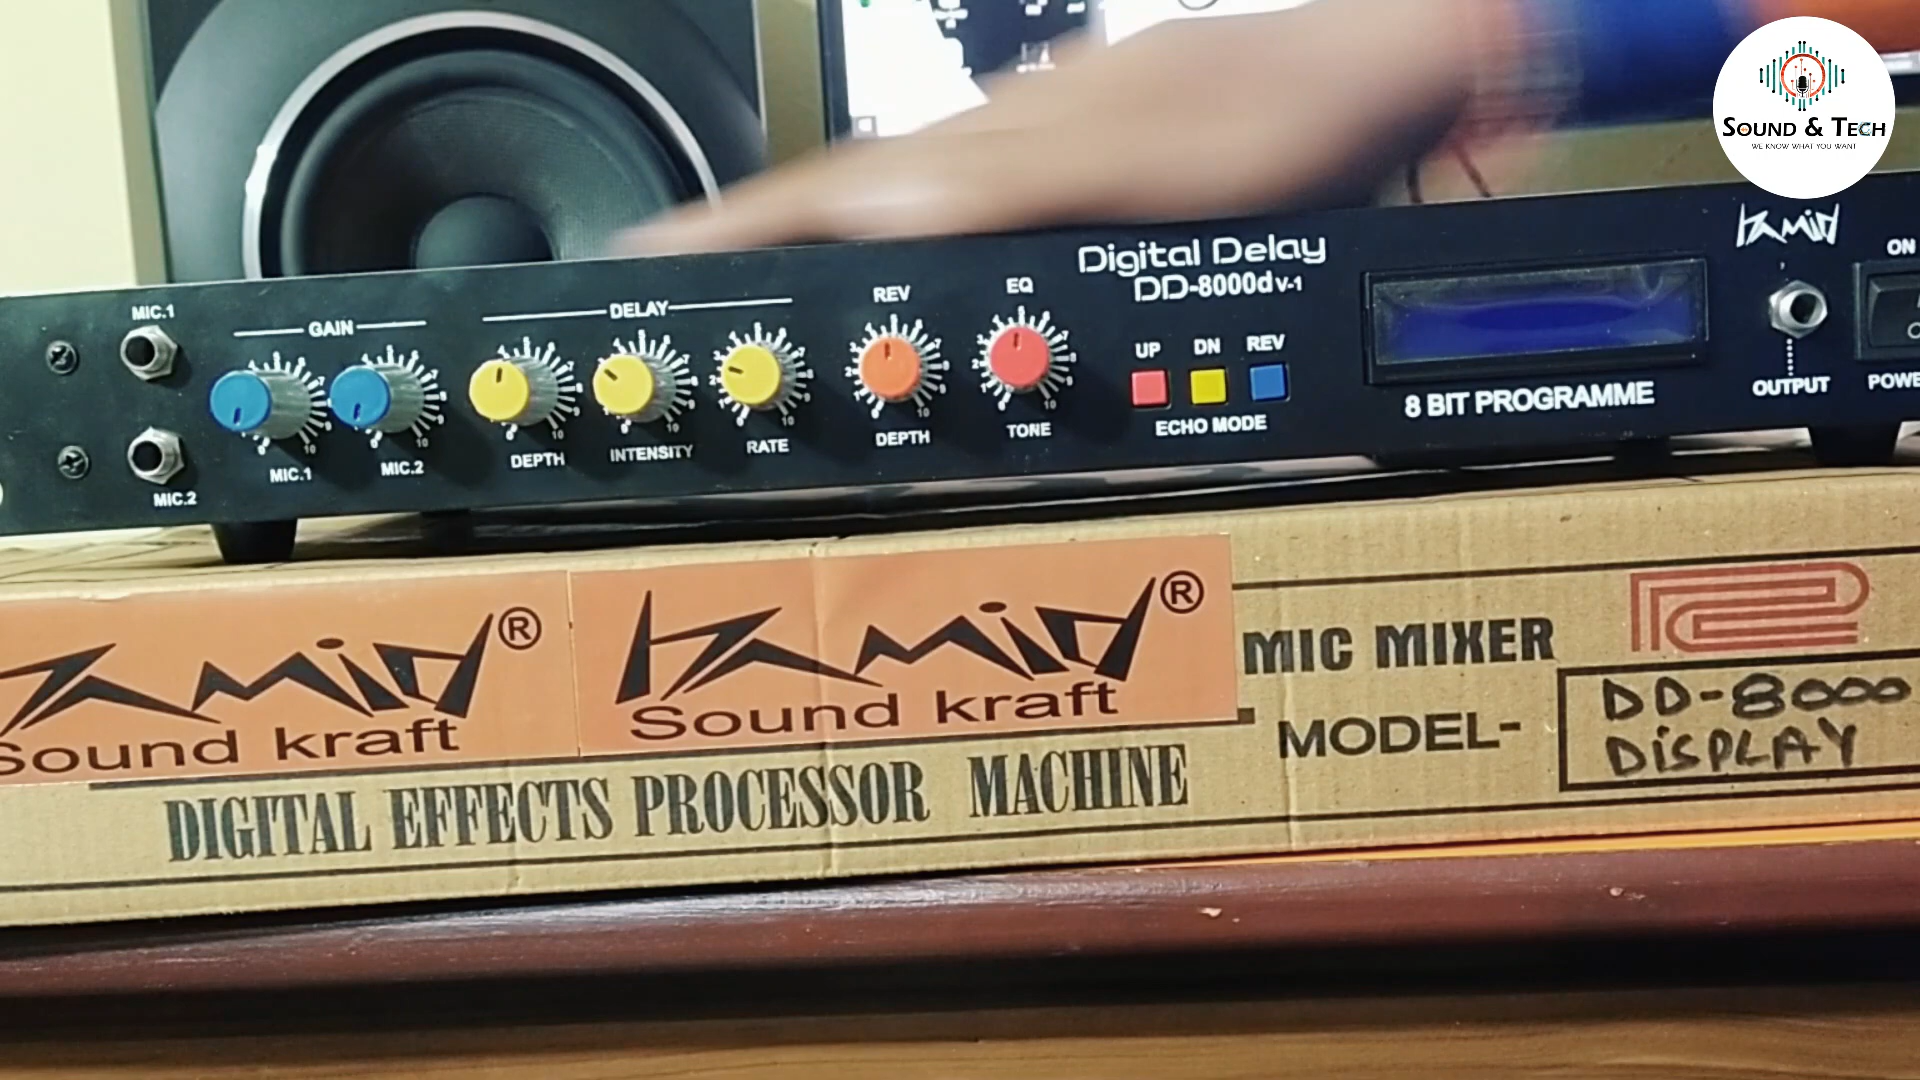 SOUND & TECH
WE KNOW WHAT YOU WANT
Digital Delay
DD-8000d V-1
MIC.1
GAIN
DELAY
REV
EQ
UP DN REV
ON
MIC.2
MIC.1
MIC.2
DEPTH
INTENSITY
RATE
DEPTH
TONE
ECHO MODE
8 BIT PROGRAMME
OUTPUT
POWE
Sound kraft
®
Sound kraft
®
MIC MIXER
MODEL-
DD-8000
DISPLAY
DIGITAL EFFECTS PROCESSOR MACHINE